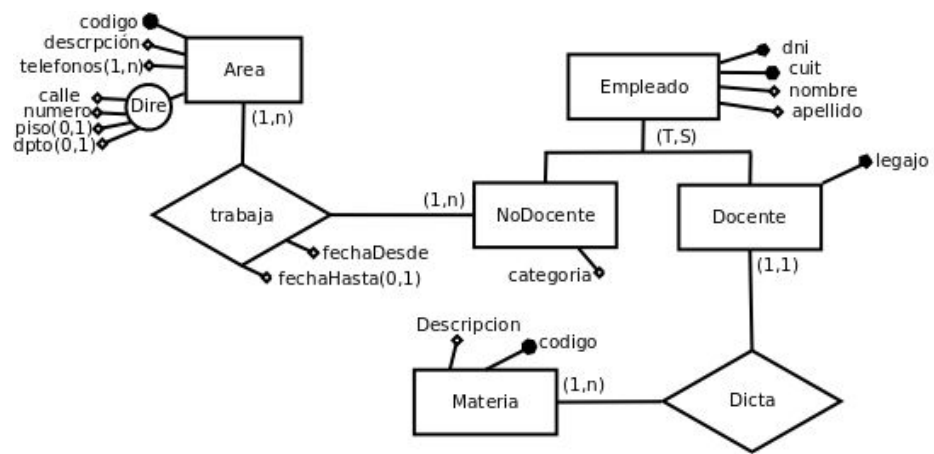 codigo
descrpción
telefonos(1,n)
Area
calle
numero
piso(0,1)
dpto(0,1)
Dire
(1,n)
Empleado
dni
cuit
nombre
apellido
(T,S)
legajo
trabaja
(1,n)
NoDocente
Docente
fechaDesde
fechaHasta(0,1)
categoria
(1,1)
Descripcion
codigo
Materia
(1,n)
Dicta